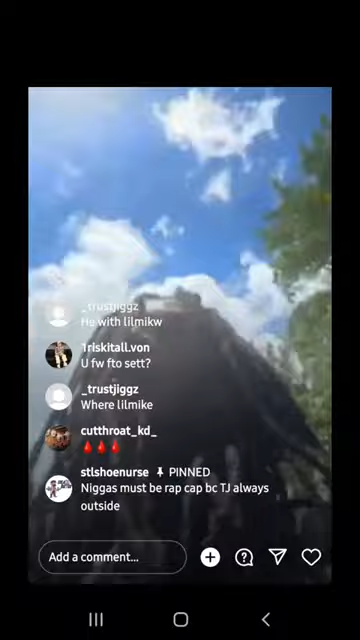 _trustjiggz
He with lilmikw
1riskitall.von
U fw fto sett?
_trustjiggz
Where lilmike
cutthroat_kd_
🩸🩸🩸
stlshoenurse PINNED
Niggas must be rap cap bc TJ always
outside
Add a comment...